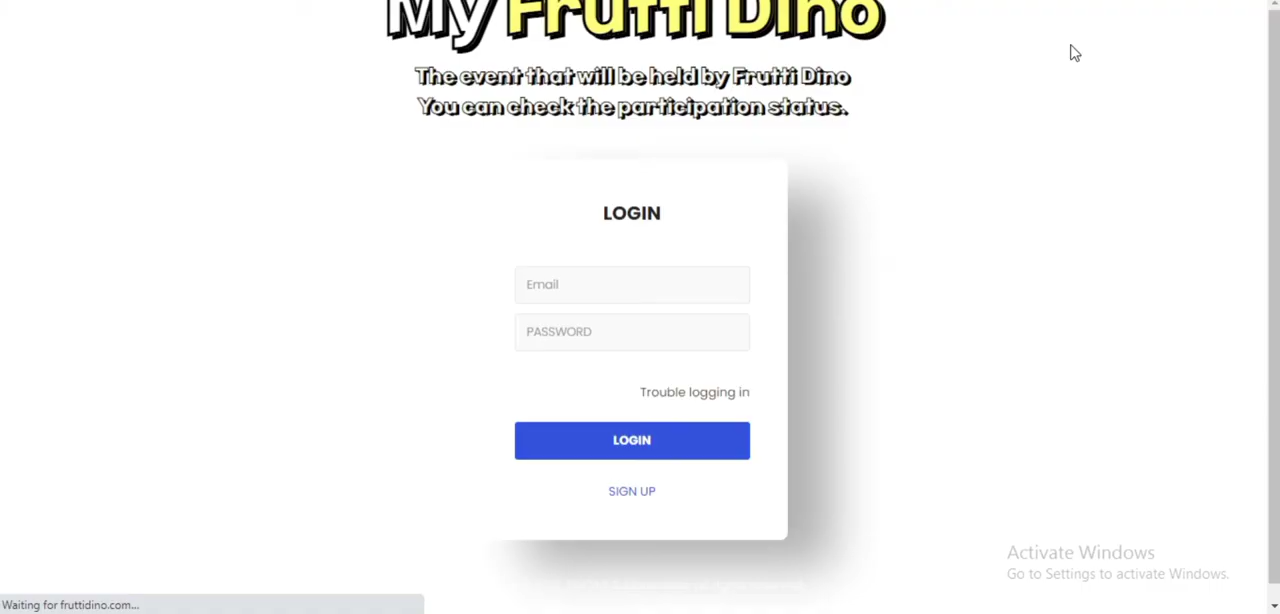 My Frutti Dino
The event that will be held by Frutti Dino
You can check the participation status.
LOGIN
Email
PASSWORD
Trouble logging in
LOGIN
SIGN UP
Activate Windows
Go to Settings to activate Windows.
Waiting for fruttidino.com...